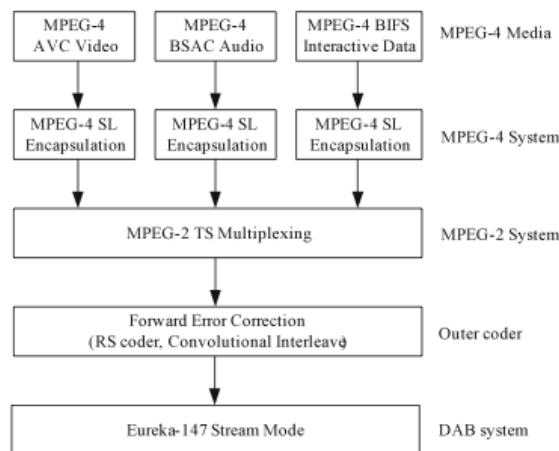 MPEG-4
AVC Video
MPEG-4
BSAC Audio
MPEG-4 BIFS
Interactive Data
MPEG-4 Media
MPEG-4 SL
Encapsulation
MPEG-4 SL
Encapsulation
MPEG-4 SL
Encapsulation
MPEG-4 System
MPEG-2 TS Multiplexing
MPEG-2 System
Forward Error Correction
(RS coder, Convolutional Interleave)
Outer coder
Eureka-147 Stream Mode
DAB system